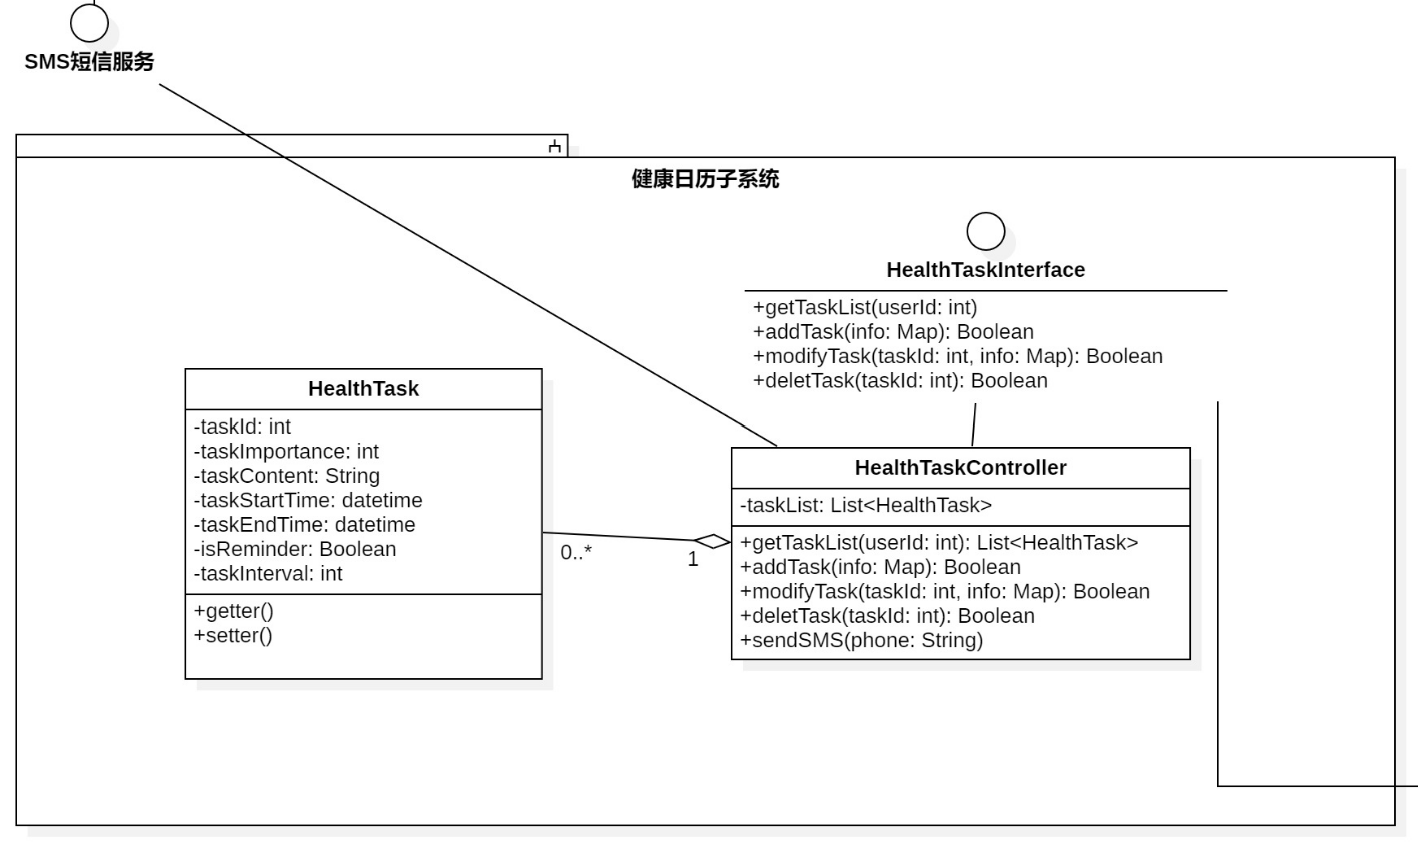 SMS短信服务
健康日历子系统
HealthTaskInterface
+getTaskList(userId: int)
+addTask(info: Map): Boolean
+modifyTask(taskId: int, info: Map): Boolean
+deletTask(taskId: int): Boolean
HealthTask
-taskId: int
-taskImportance: int
-taskContent: String
-taskStartTime: datetime
-taskEndTime: datetime
-isReminder: Boolean
-taskInterval: int
+getter()
+setter()
0..*
1
HealthTaskController
-taskList: List<HealthTask>
+getTaskList(userId: int): List<HealthTask>
+addTask(info: Map): Boolean
+modifyTask(taskId: int, info: Map): Boolean
+deletTask(taskId: int): Boolean
+sendSMS(phone: String)